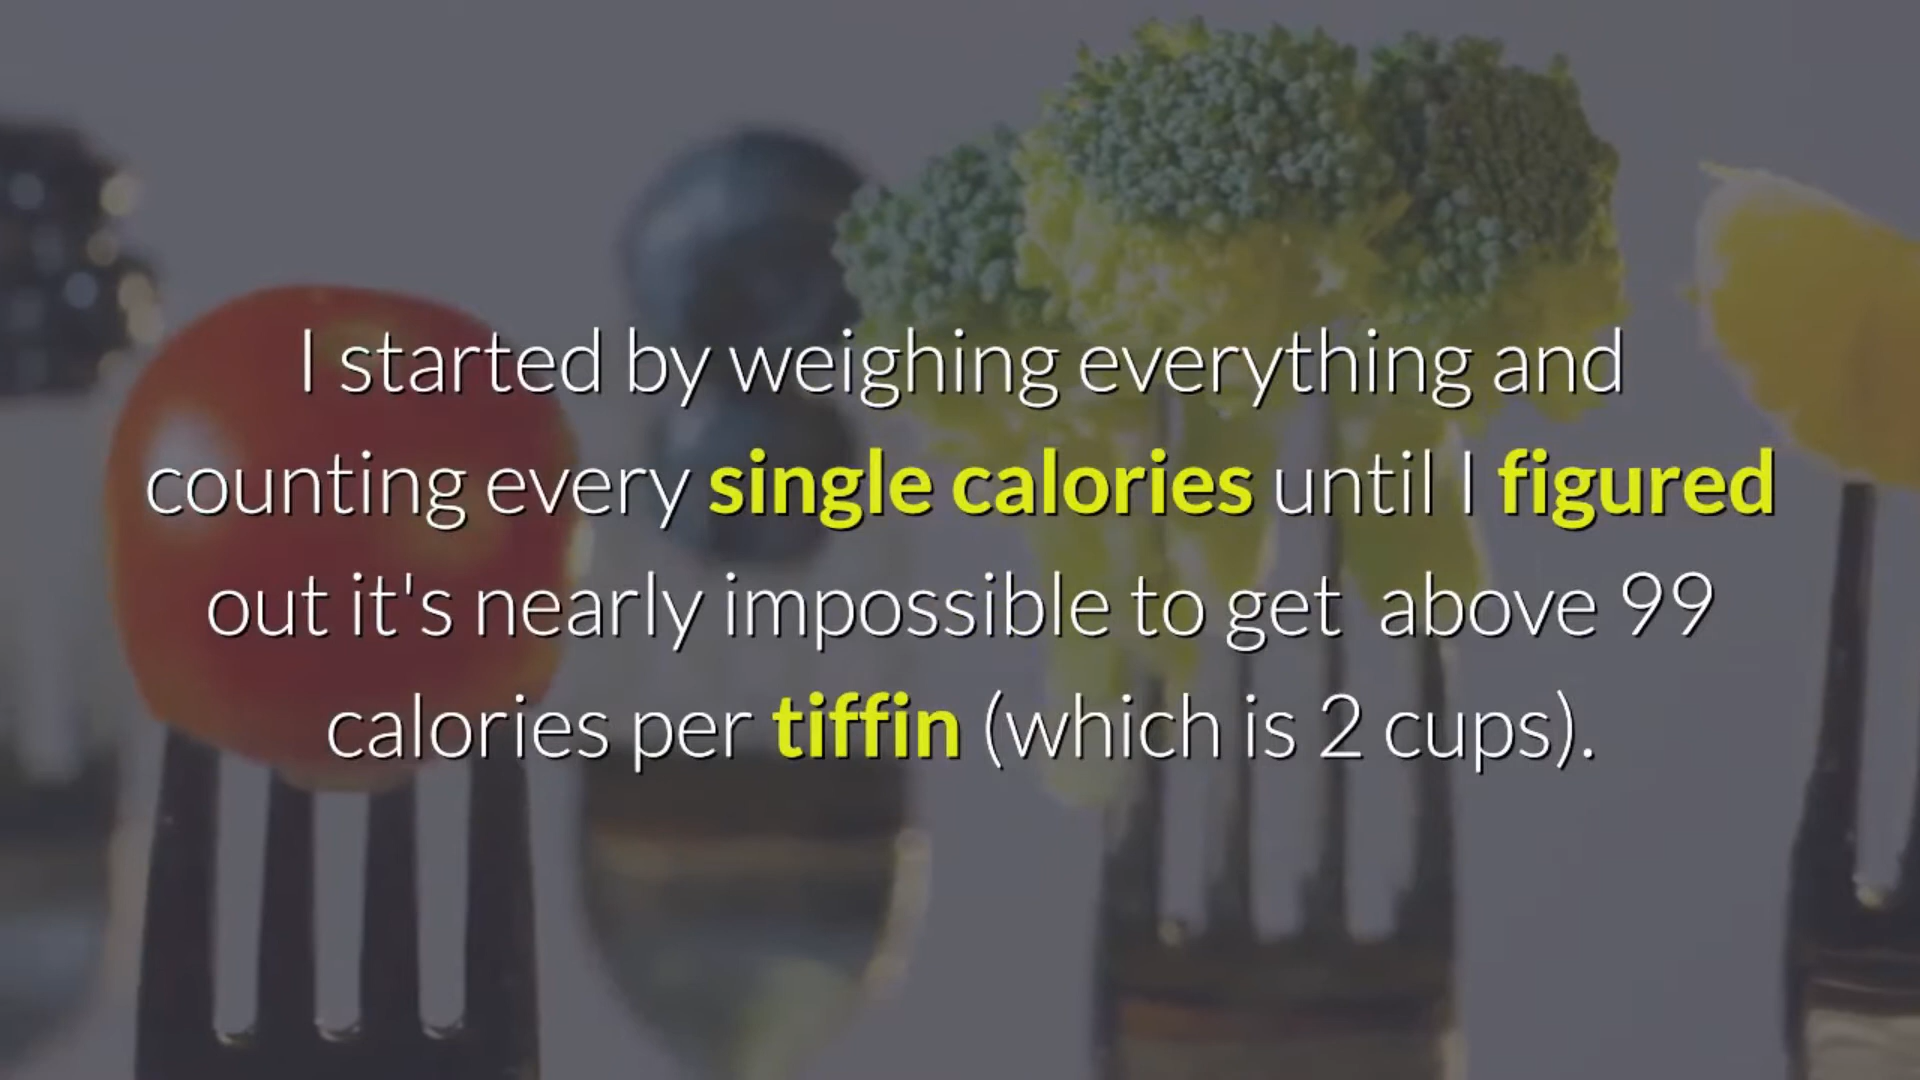 I started by weighing everything and
counting every single calories until I figured
out it's nearly impossible to get  above 99
calories per tiffin (which is 2 cups).